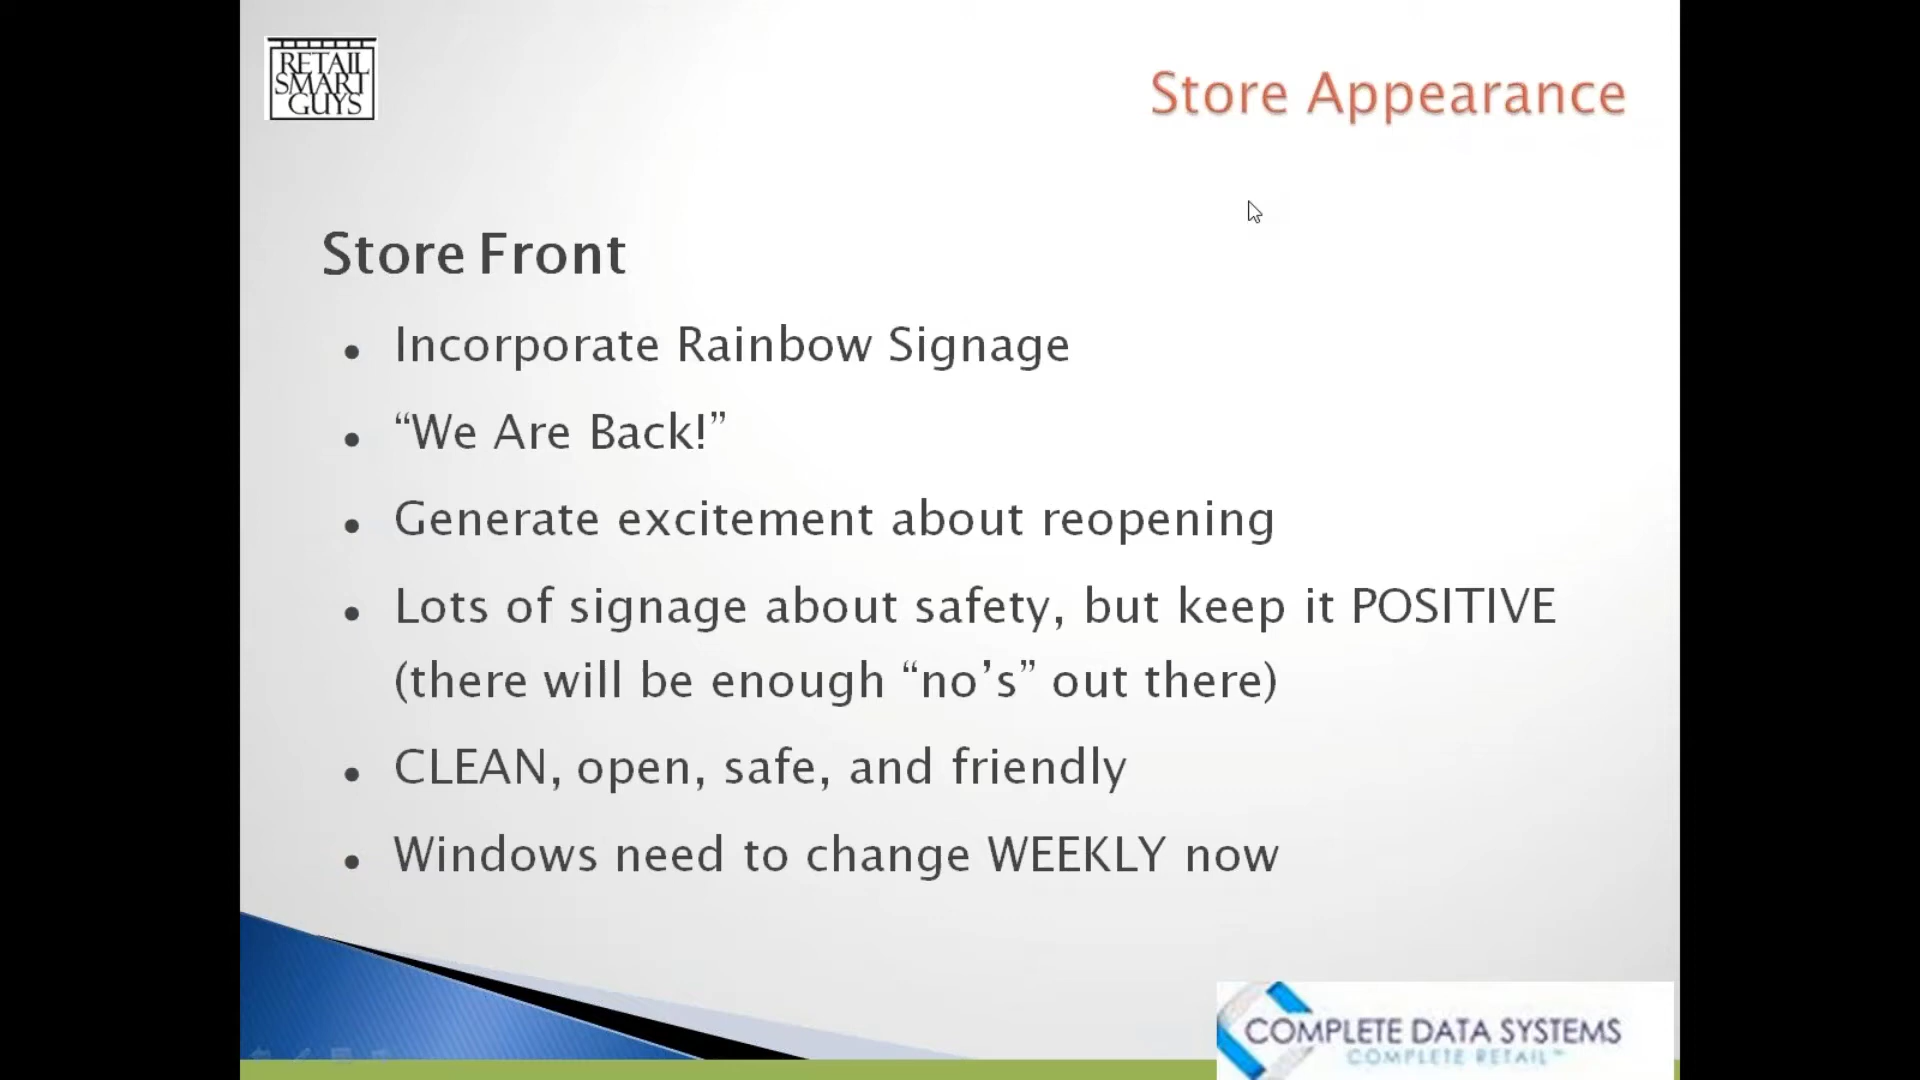 RETAIL
SMART
GUYS
Store Appearance
Store Front
• Incorporate Rainbow Signage
• “We Are Back!”
• Generate excitement about reopening
• Lots of signage about safety, but keep it POSITIVE
(there will be enough “no’s” out there)
• CLEAN, open, safe, and friendly
• Windows need to change WEEKLY now
COMPLETE DATA SYSTEMS
COMPLETE RETAIL™